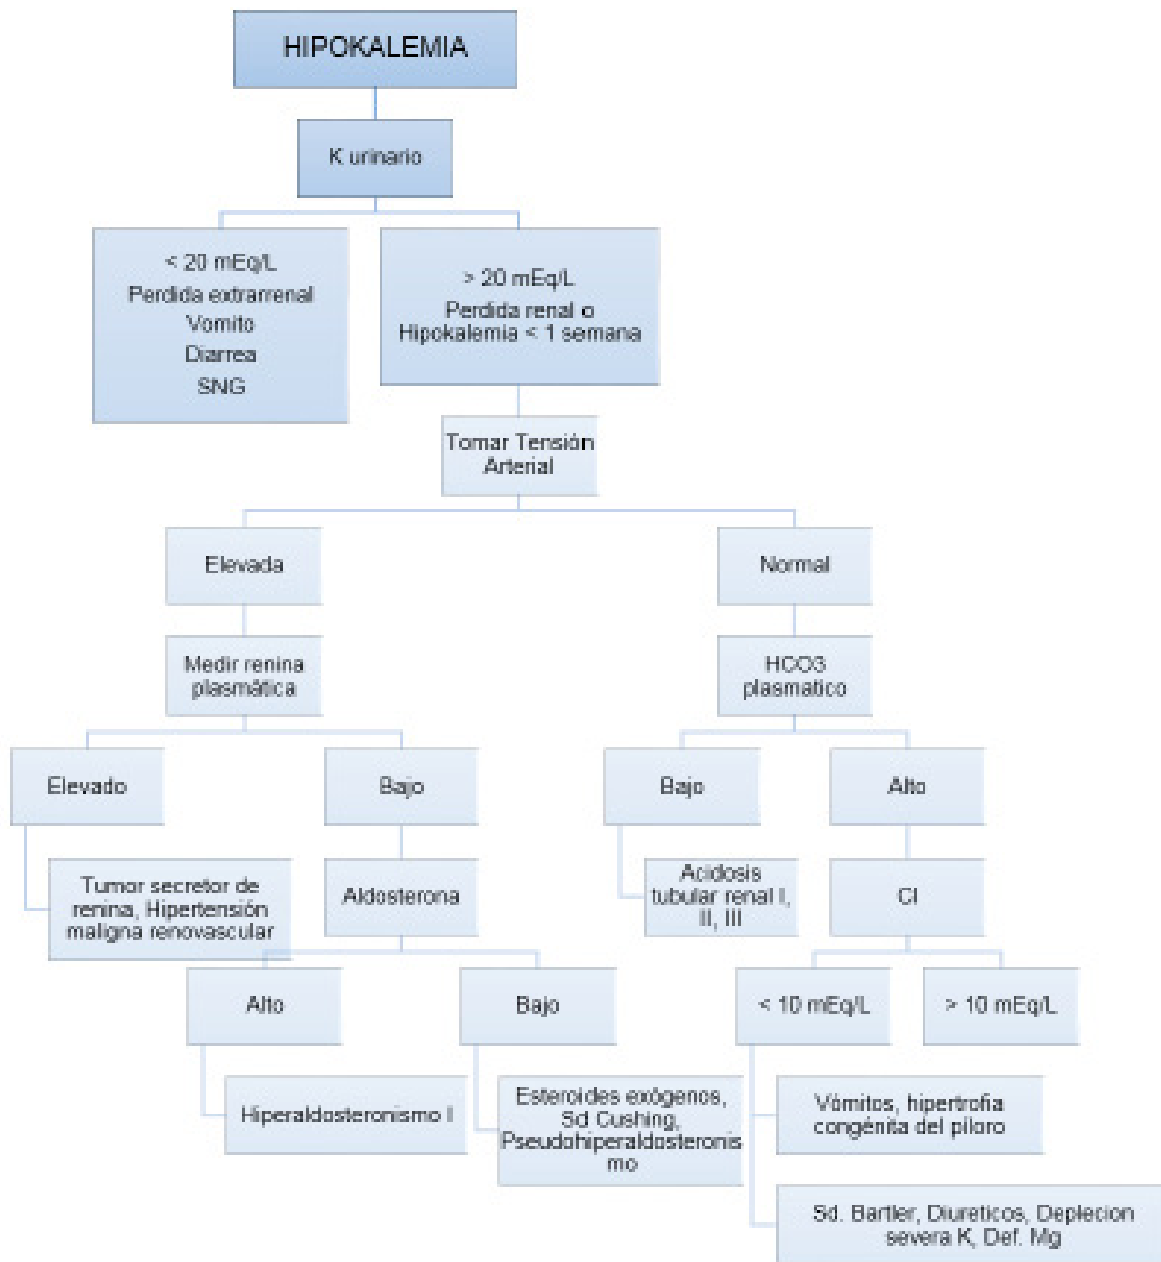 HIPOKALEMIA
K urinario
< 20 mEq/L
Perdida extrarrenal
Vomito
Diarrea
SNG
> 20 mEq/L
Perdida renal o
Hipokalemia < 1 semana
Tomar Tensión
Arterial
Elevada
Normal
Medir renina
plasmática
HCO3
plasmatico
Elevado
Bajo
Bajo
Alto
Tumor secretor de
renina, Hipertensión
maligna renovascular
Aldosterona
Acidosis
tubular renal I,
II, III
Cl
Alto
Bajo
< 10 mEq/L
> 10 mEq/L
Hiperaldosteronismo I
Esteroides exógenos,
Sd Cushing,
Pseudohiperaldosteronis
mo
Vómitos, hipertrofia
congénita del piloro
Sd. Bartler, Diureticos, Deplecion
severa K, Def. Mg